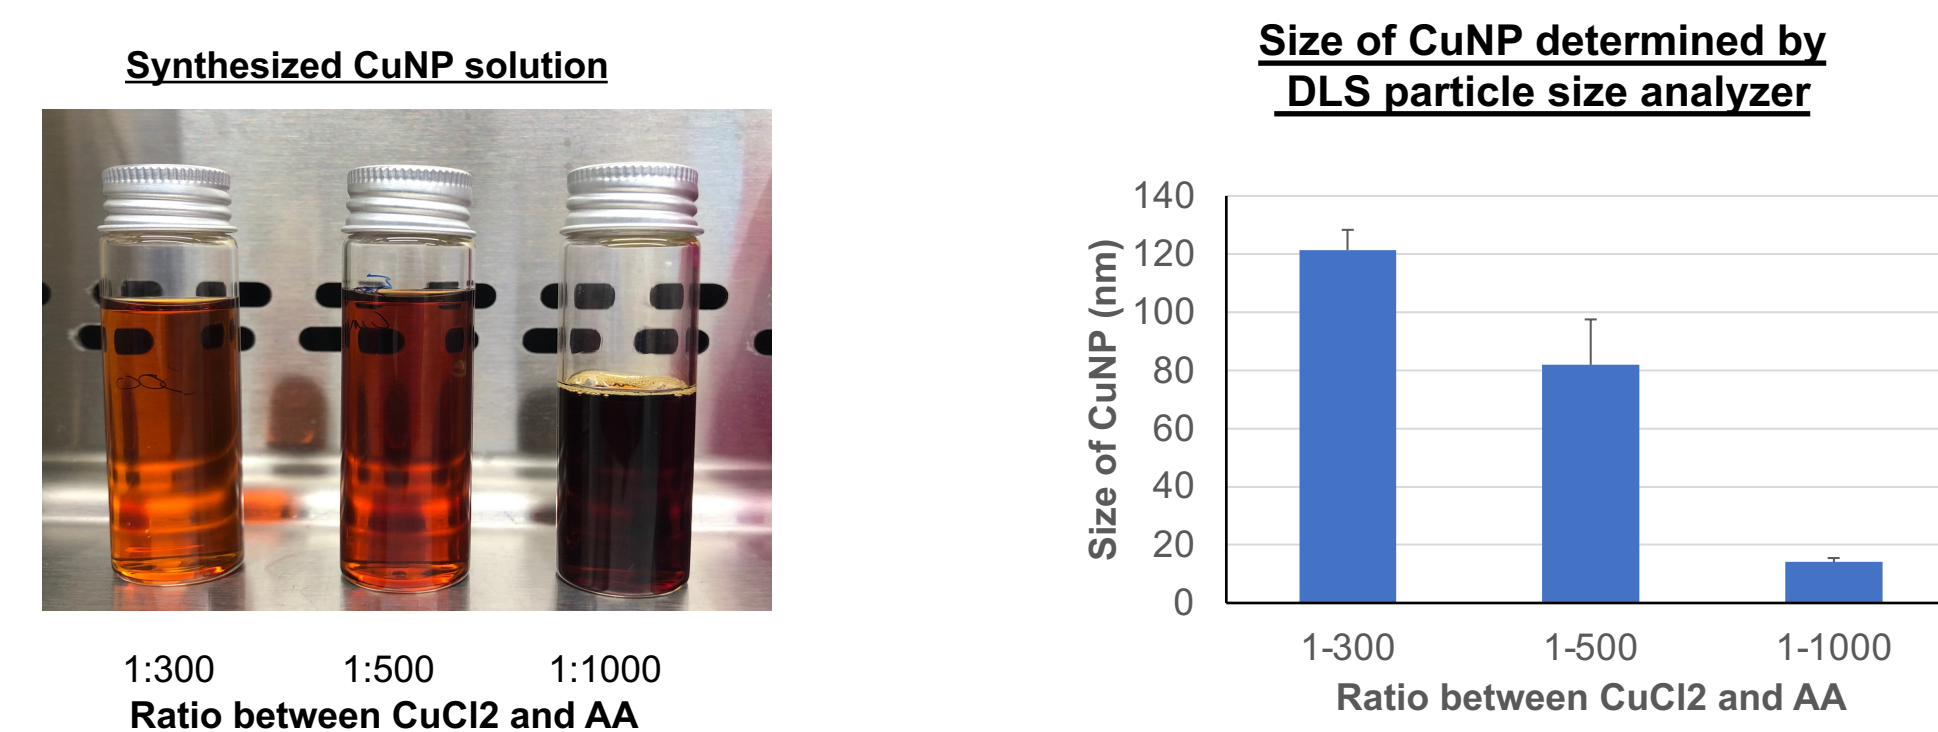 Synthesized CuNP solution
1:300 1:500 1:1000
Ratio between CuCl2 and AA
Size of CuNP determined by
DLS particle size analyzer
Size of CuNP (nm)
140
120
100
80
60
40
20
0
1-300 1-500 1-1000
Ratio between CuCl2 and AA